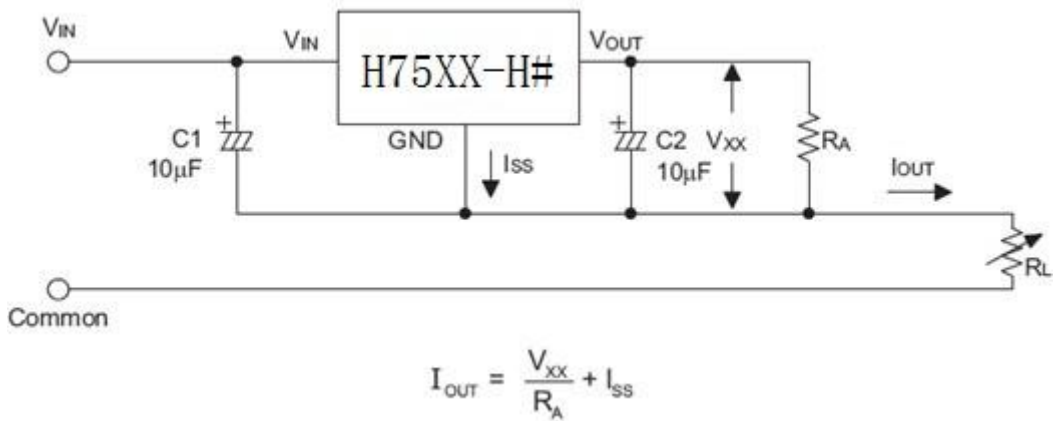 VIN
VIN
H75XX-H#
VOUT
GND
ISS
+
C1
10μF
+
C2
10μF
VXX
RA
IOUT
RL
Common
IOUT = VXX / RA + ISS